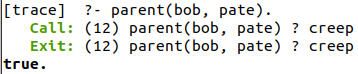 [trace]  ?- parent(bob, pate).
   Call: (12) parent(bob, pate) ? creep
   Exit: (12) parent(bob, pate) ? creep
true.